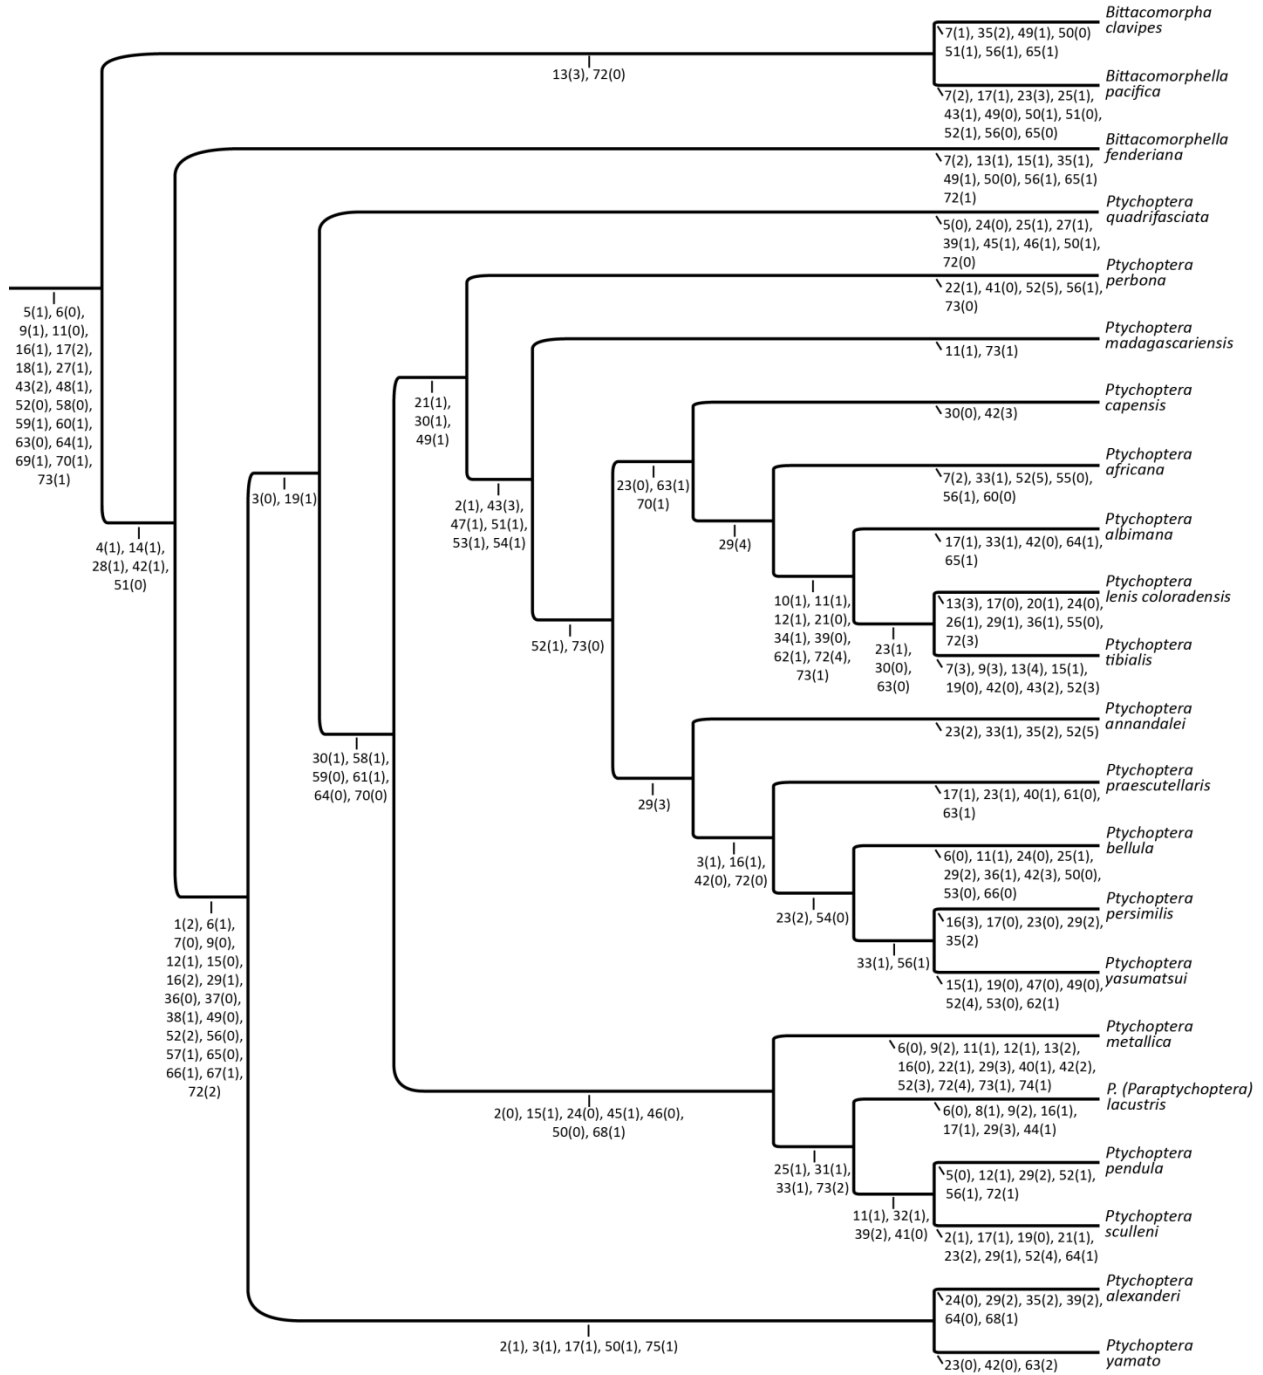 Bittacomorpha
clavipes
7(1), 35(2), 49(1), 50(0)
51(1), 56(1), 65(1)
13(3), 72(0)
Bittacomorphella
pacifica
7(2), 17(1), 23(3), 25(1),
43(1), 49(0), 50(1), 51(0),
52(1), 56(0), 65(0)
Bittacomorphella
fenderiana
7(2), 13(1), 15(1), 35(1),
49(1), 50(0), 56(1), 65(1)
72(1)
Ptychoptera
quadrifasciata
5(0), 24(0), 25(1), 27(1),
39(1), 45(1), 46(1), 50(1),
72(0)
Ptychoptera
perbona
22(1), 41(0), 52(5), 56(1),
73(0)
5(1), 6(0),
9(1), 11(0),
16(1), 17(2),
18(1), 27(1),
43(2), 48(1),
52(0), 58(0),
59(1), 60(1),
63(0), 64(1),
69(1), 70(1),
73(1)
Ptychoptera
madagascariensis
11(1), 73(1)
21(1),
30(1),
49(1)
Ptychoptera
capensis
30(0), 42(3)
Ptychoptera
africana
7(2), 33(1), 52(5), 55(0),
56(1), 60(0)
23(0), 63(1)
70(1)
3(0), 19(1)
2(1), 43(3),
47(1), 51(1),
53(1), 54(1)
29(4)
Ptychoptera
albimana
17(1), 33(1), 42(0), 64(1),
65(1)
4(1), 14(1),
28(1), 42(1),
51(0)
Ptychoptera
lenis coloradensis
13(3), 17(0), 20(1), 24(0),
26(1), 29(1), 36(1), 55(0),
72(3)
10(1), 11(1),
12(1), 21(0),
34(1), 39(0),
62(1), 72(4),
73(1)
52(1), 73(0)
23(1),
30(0),
63(0)
Ptychoptera
tibialis
7(3), 9(3), 13(4), 15(1),
19(0), 42(0), 43(2), 52(3)
Ptychoptera
annandalei
23(2), 33(1), 35(2), 52(5)
30(1), 58(1),
59(0), 61(1),
64(0), 70(0)
29(3)
Ptychoptera
praescutellaris
17(1), 23(1), 40(1), 61(0),
63(1)
3(1), 16(1),
42(0), 72(0)
Ptychoptera
bellula
6(0), 11(1), 24(0), 25(1),
29(2), 36(1), 42(3), 50(0),
53(0), 66(0)
23(2), 54(0)
Ptychoptera
persimilis
16(3), 17(0), 23(0), 29(2),
35(2)
33(1), 56(1)
Ptychoptera
yasumatsui
15(1), 19(0), 47(0), 49(0),
52(4), 53(0), 62(1)
1(2), 6(1),
7(0), 9(0),
12(1), 15(0),
16(2), 29(1),
36(0), 37(0),
38(1), 49(0),
52(2), 56(0),
57(1), 65(0),
66(1), 67(1),
72(2)
Ptychoptera
metallica
6(0), 9(2), 11(1), 12(1), 13(2),
16(0), 22(1), 29(3), 40(1), 42(2),
52(3), 72(4), 73(1), 74(1)
P. (Paraptychoptera)
lacustris
6(0), 8(1), 9(2), 16(1),
17(1), 29(3), 44(1)
2(0), 15(1), 24(0), 45(1), 46(0),
50(0), 68(1)
25(1), 31(1),
33(1), 73(2)
Ptychoptera
pendula
5(0), 12(1), 29(2), 52(1),
56(1), 72(1)
11(1), 32(1),
39(2), 41(0)
Ptychoptera
sculleni
2(1), 17(1), 19(0), 21(1),
23(2), 29(1), 52(4), 64(1)
Ptychoptera
alexanderi
24(0), 29(2), 35(2), 39(2),
64(0), 68(1)
2(1), 3(1), 17(1), 50(1), 75(1)
Ptychoptera
yamato
23(0), 42(0), 63(2)